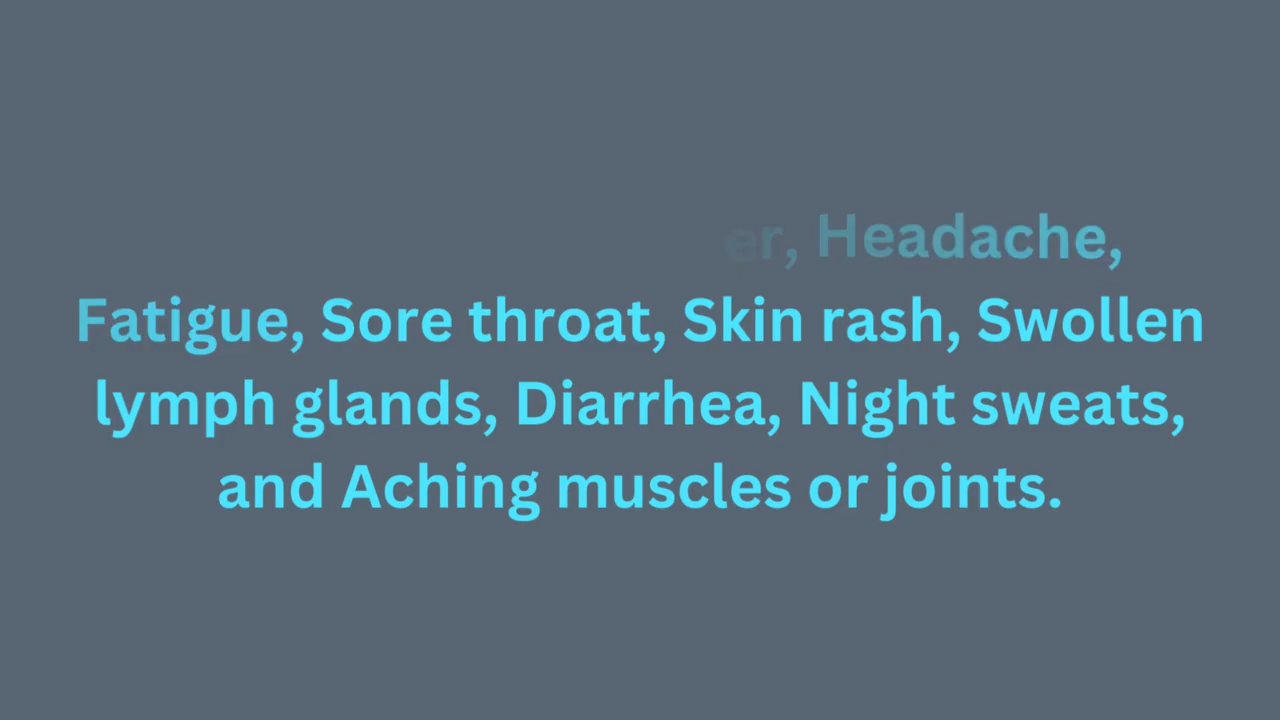 er, Headache,
Fatigue, Sore throat, Skin rash, Swollen
lymph glands, Diarrhea, Night sweats,
and Aching muscles or joints.